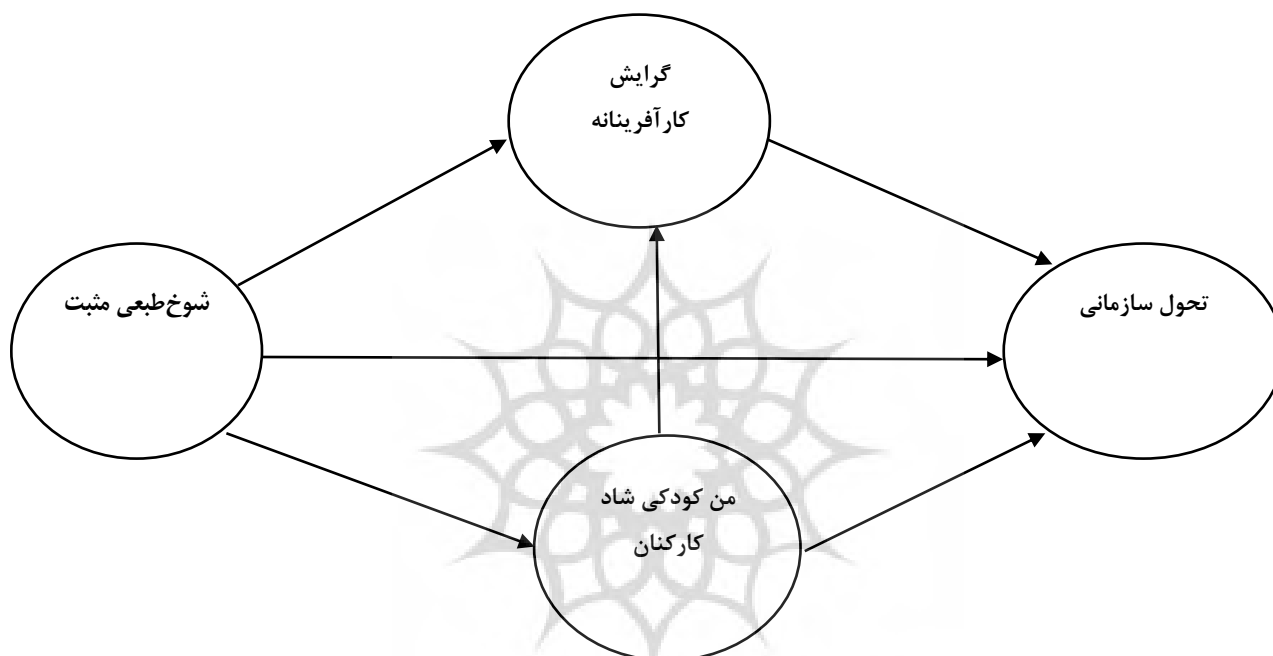 گرایش
کارآفرینانه
شوخ‌طبعی مثبت
تحول سازمانی
من کودکی شاد
کارکنان